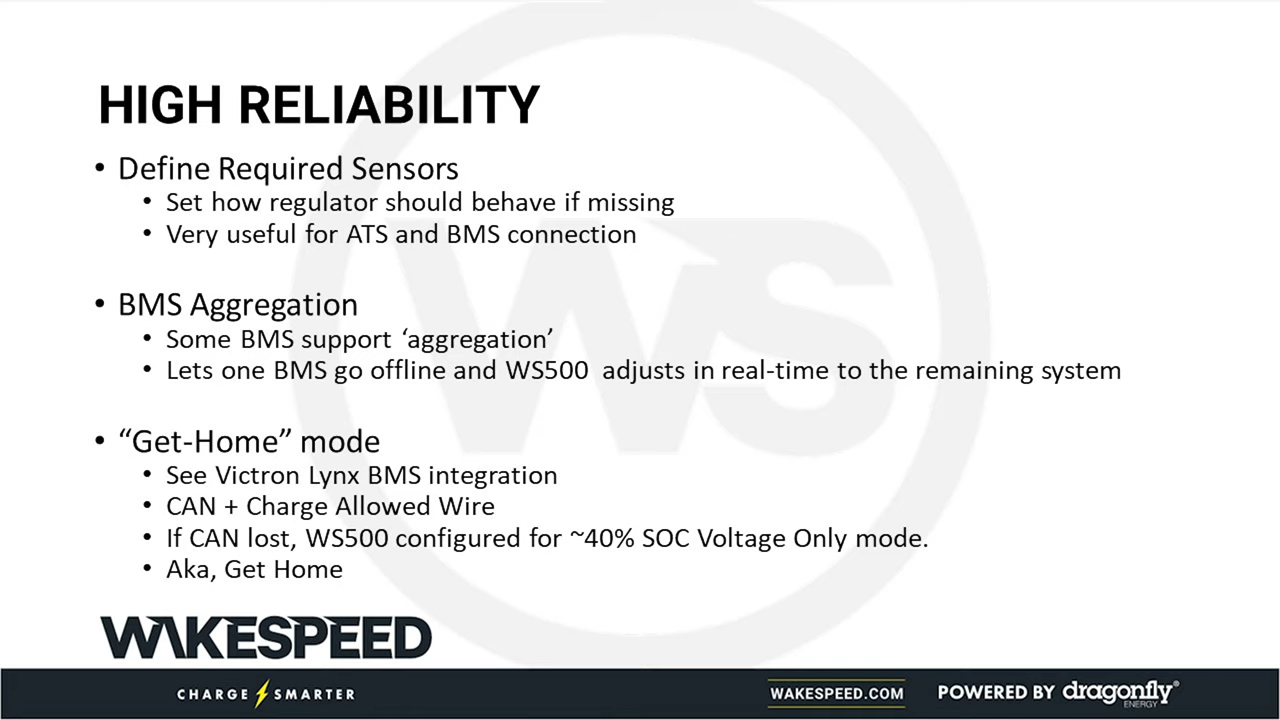 HIGH RELIABILITY
• Define Required Sensors
• Set how regulator should behave if missing
• Very useful for ATS and BMS connection
• BMS Aggregation
• Some BMS support ‘aggregation’
• Lets one BMS go offline and WS500  adjusts in real-time to the remaining system
• “Get-Home” mode
• See Victron Lynx BMS integration
• CAN + Charge Allowed Wire
• If CAN lost, WS500 configured for ~40% SOC Voltage Only mode.
• Aka, Get Home
WS
WAKESPEED
CHARGE SMARTER
WAKESPEED.COM
POWERED BY dragonfly®
ENERGY